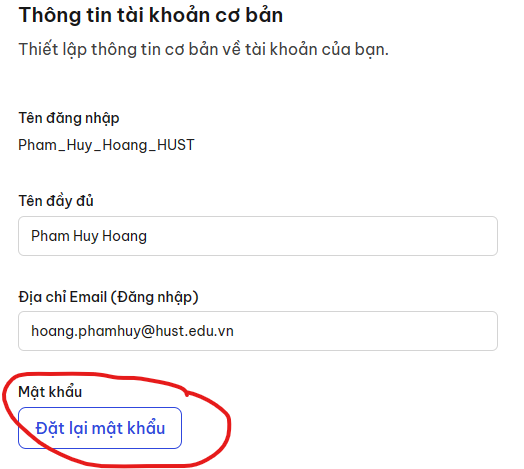 Thông tin tài khoản cơ bản
Thiết lập thông tin cơ bản về tài khoản của bạn.
Tên đăng nhập
Pham_Huy_Hoang_HUST
Tên đầy đủ
Pham Huy Hoang
Địa chỉ Email (Đăng nhập)
hoang.phamhuy@hust.edu.vn
Mật khẩu
Đặt lại mật khẩu